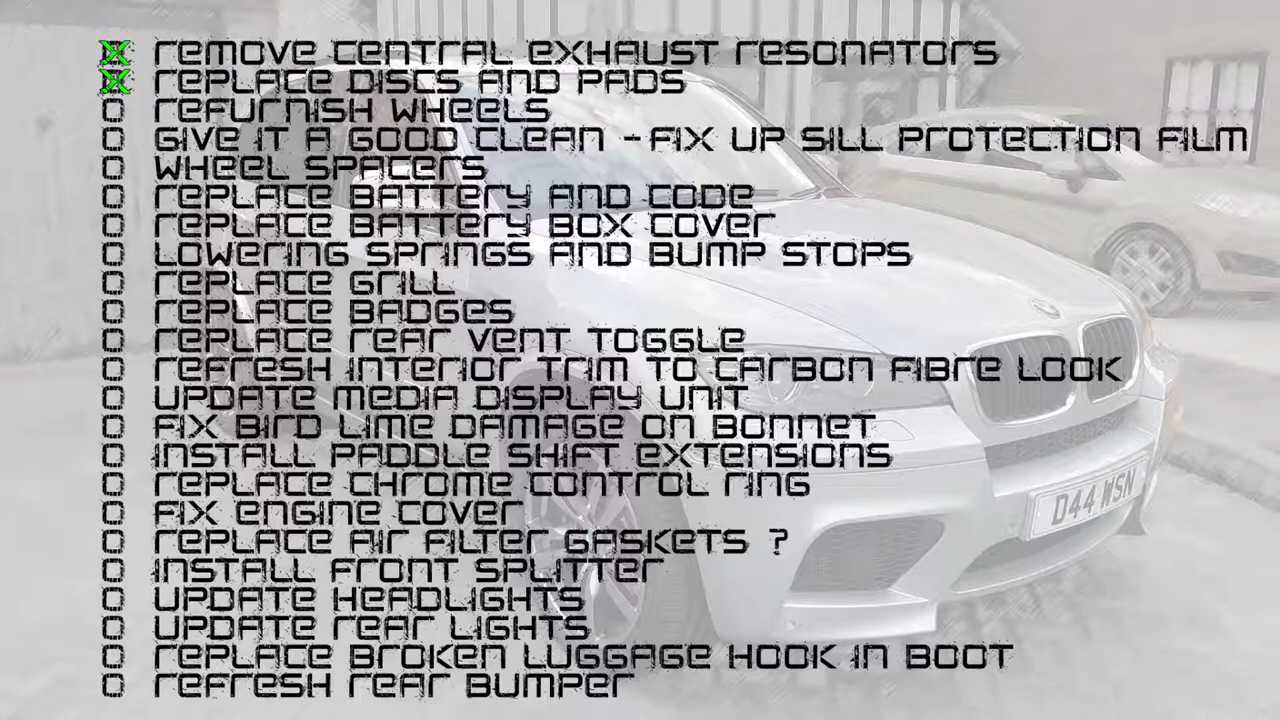 REMOVE CENTRAL EXHAUST RESONATORS
REPLACE DISCS AND PADS
REFURNISH WHEELS
GIVE IT A GOOD CLEAN - FIX UP SILL PROTECTION FILM
WHEEL SPACERS
REPLACE BATTERY AND CODE
REPLACE BATTERY BOX COVER
LOWERING SPRINGS AND BUMP STOPS
REPLACE GRILL
REPLACE BADGES
REPLACE REAR VENT TOGGLE
REFRESH INTERIOR TRIM TO CARBON FIBRE LOOK
UPDATE MEDIA DISPLAY UNIT
FIX BIRD LIME DAMAGE ON BONNET
INSTALL PADDLE SHIFT EXTENSIONS
REPLACE CHROME CONTROL RING
FIX ENGINE COVER
REPLACE AIR FILTER GASKETS ?
INSTALL FRONT SPLITTER
UPDATE HEADLIGHTS
UPDATE REAR LIGHTS
REPLACE BROKEN LUGGAGE HOOK IN BOOT
REFRESH REAR BUMPER
D44 WSN